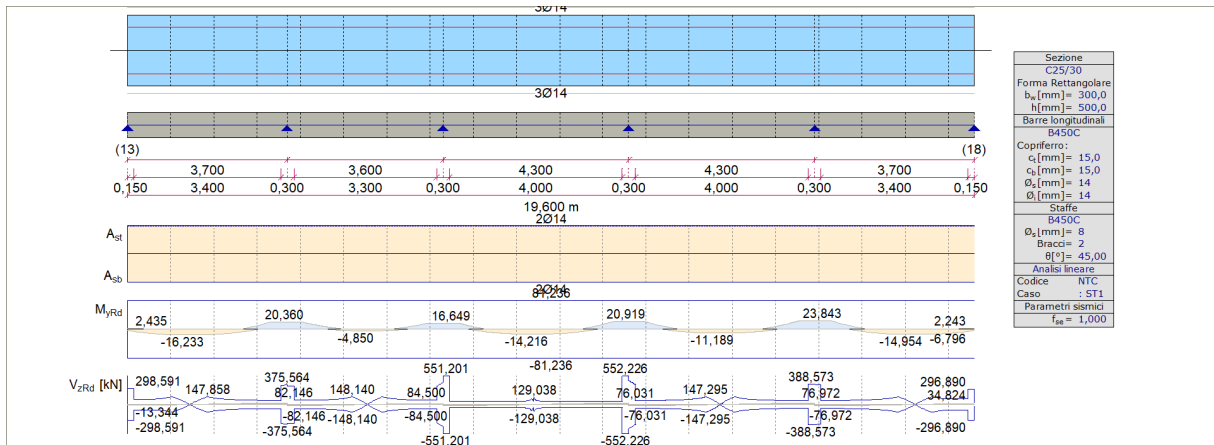 3Ø14
3Ø14
(13) (18)
3,700 3,600 4,300 4,300 3,700
0,150 3,400 0,300 3,300 0,300 4,000 0,300 4,000 0,300 3,400 0,150
19,600 m
2Ø14
Ast
Asb
2Ø14
81,236
MyRd
2,435 20,360 16,649 20,919 23,843 2,243
-16,233 -4,850 -14,216 -11,189 -14,954 -6,796
-81,236
VzRd [kN]
551,201 552,226
298,591 375,564 388,573 296,890
147,858 82,146 148,140 84,500 129,038 76,031 147,295 76,972 34,824
-13,344 -82,146 -148,140 -84,500 -129,038 -76,031 -147,295 -76,972
-298,591 -375,564 -388,573 -296,890
-551,201 -552,226
Sezione
C25/30
Forma Rettangolare
bw[mm]= 300,0
h[mm]= 500,0
Barre longitudinali
B450C
Copriferro:
ct[mm]= 15,0
cb[mm]= 15,0
Øs[mm]= 14
Øi[mm]= 14
Staffe
B450C
Øs[mm]= 8
Bracci= 2
θ[°]= 45,00
Analisi lineare
Codice NTC
Caso : ST1
Parametri sismici
fse= 1,000